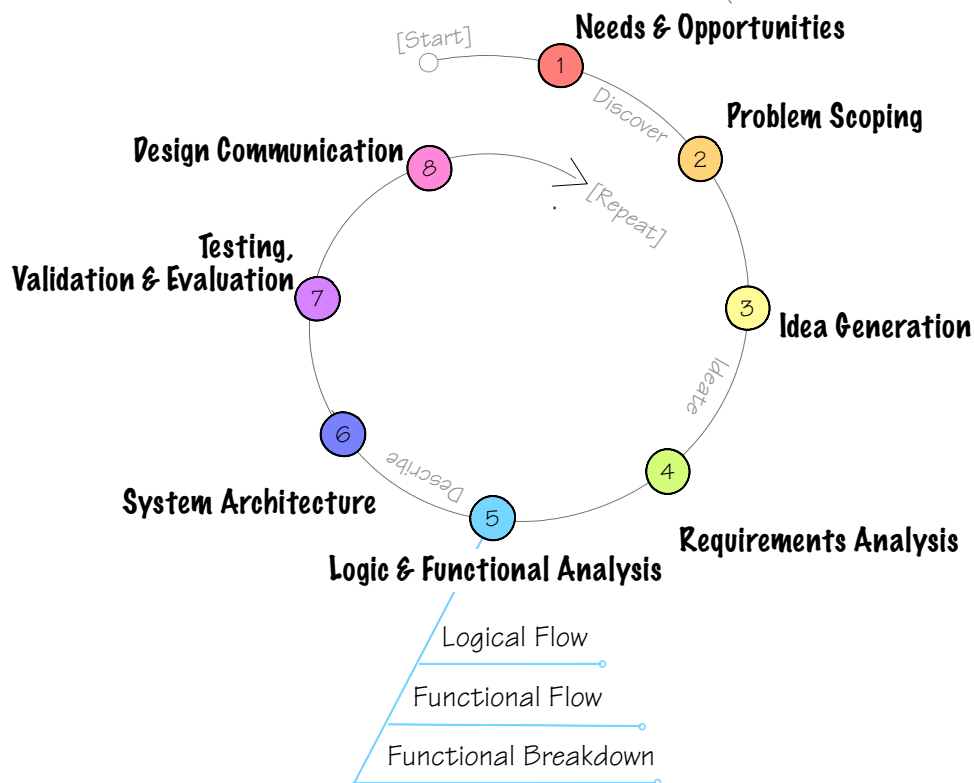 [Start]
1
Needs & Opportunities
Discover
2
Problem Scoping
3
Idea Generation
Ideate
4
Requirements Analysis
5
Logic & Functional Analysis
Logical Flow
Functional Flow
Functional Breakdown
Describe
6
System Architecture
7
Testing,
Validation & Evaluation
8
Design Communication
[Repeat]